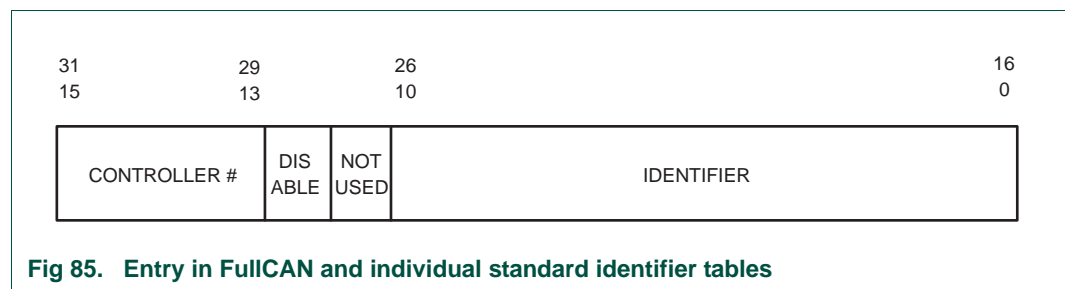 31 29 26 16
15 13 10 0
CONTROLLER # DIS ABLE NOT USED IDENTIFIER
Fig 85. Entry in FullCAN and individual standard identifier tables